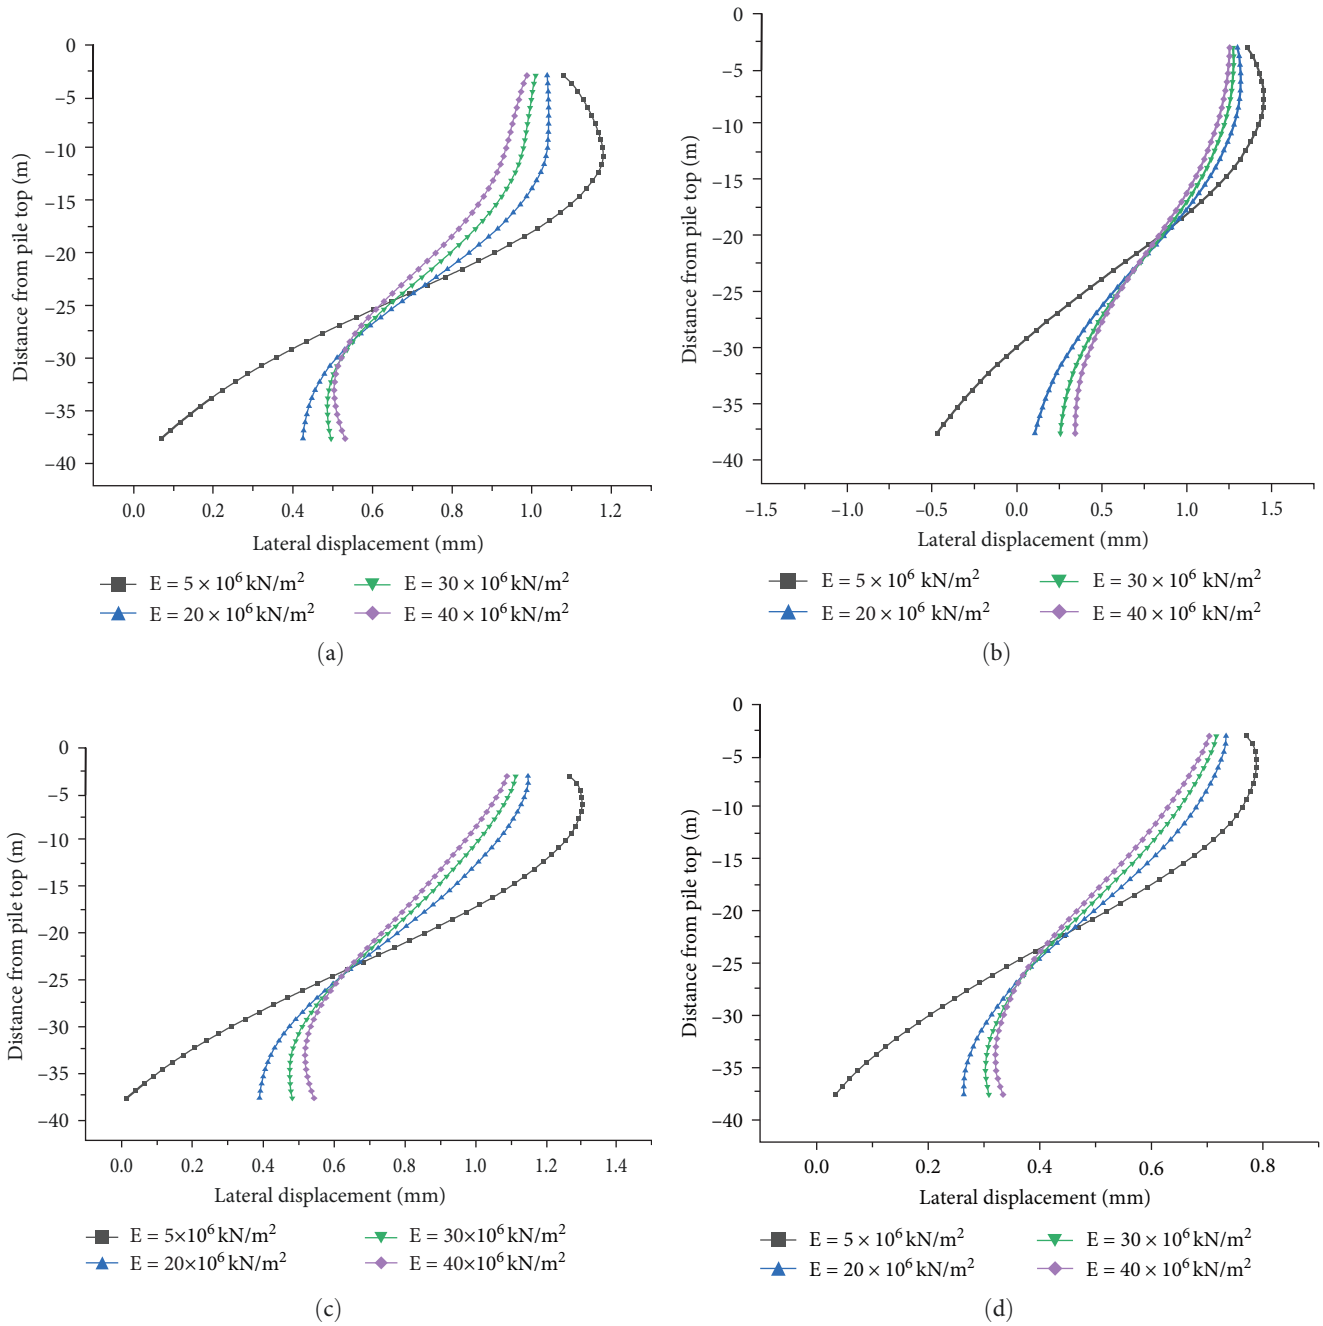 0
−5
−10
−15
−20
−25
−30
−35
−40
Distance from pile top (m)
0.0 0.2 0.4 0.6 0.8 1.0 1.2
Lateral displacement (mm)
E = 5 × 10⁶ kN/m² E = 30 × 10⁶ kN/m²
E = 20 × 10⁶ kN/m² E = 40 × 10⁶ kN/m²
(a)
0
−5
−10
−15
−20
−25
−30
−35
−40
Distance from pile top (m)
−1.5 −1.0 −0.5 0.0 0.5 1.0 1.5
Lateral displacement (mm)
E = 5 × 10⁶ kN/m² E = 30 × 10⁶ kN/m²
E = 20 × 10⁶ kN/m² E = 40 × 10⁶ kN/m²
(b)
0
−5
−10
−15
−20
−25
−30
−35
−40
Distance from pile top (m)
0.0 0.2 0.4 0.6 0.8 1.0 1.2 1.4
Lateral displacement (mm)
E = 5×10⁶ kN/m² E = 30×10⁶ kN/m²
E = 20×10⁶ kN/m² E = 40×10⁶ kN/m²
(c)
0
−5
−10
−15
−20
−25
−30
−35
−40
Distance from pile top (m)
0.0 0.2 0.4 0.6 0.8
Lateral displacement (mm)
E = 5 × 10⁶ kN/m² E = 30 × 10⁶ kN/m²
E = 20 × 10⁶ kN/m² E = 40 × 10⁶ kN/m²
(d)